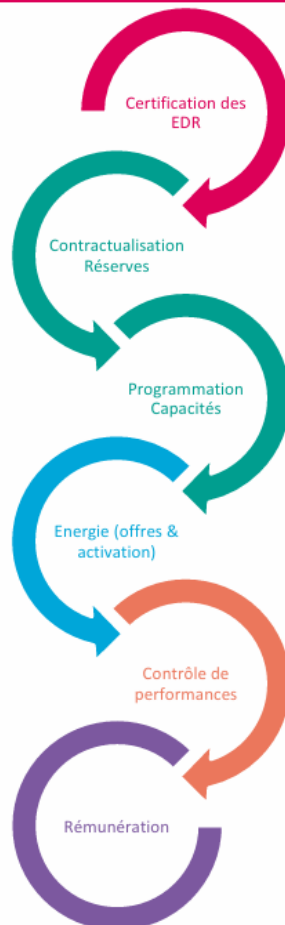 Certification des
EDR
Contractualisation
Réserves
Programmation
Capacités
Energie (offres &
activation)
Contrôle de
performances
Rémunération